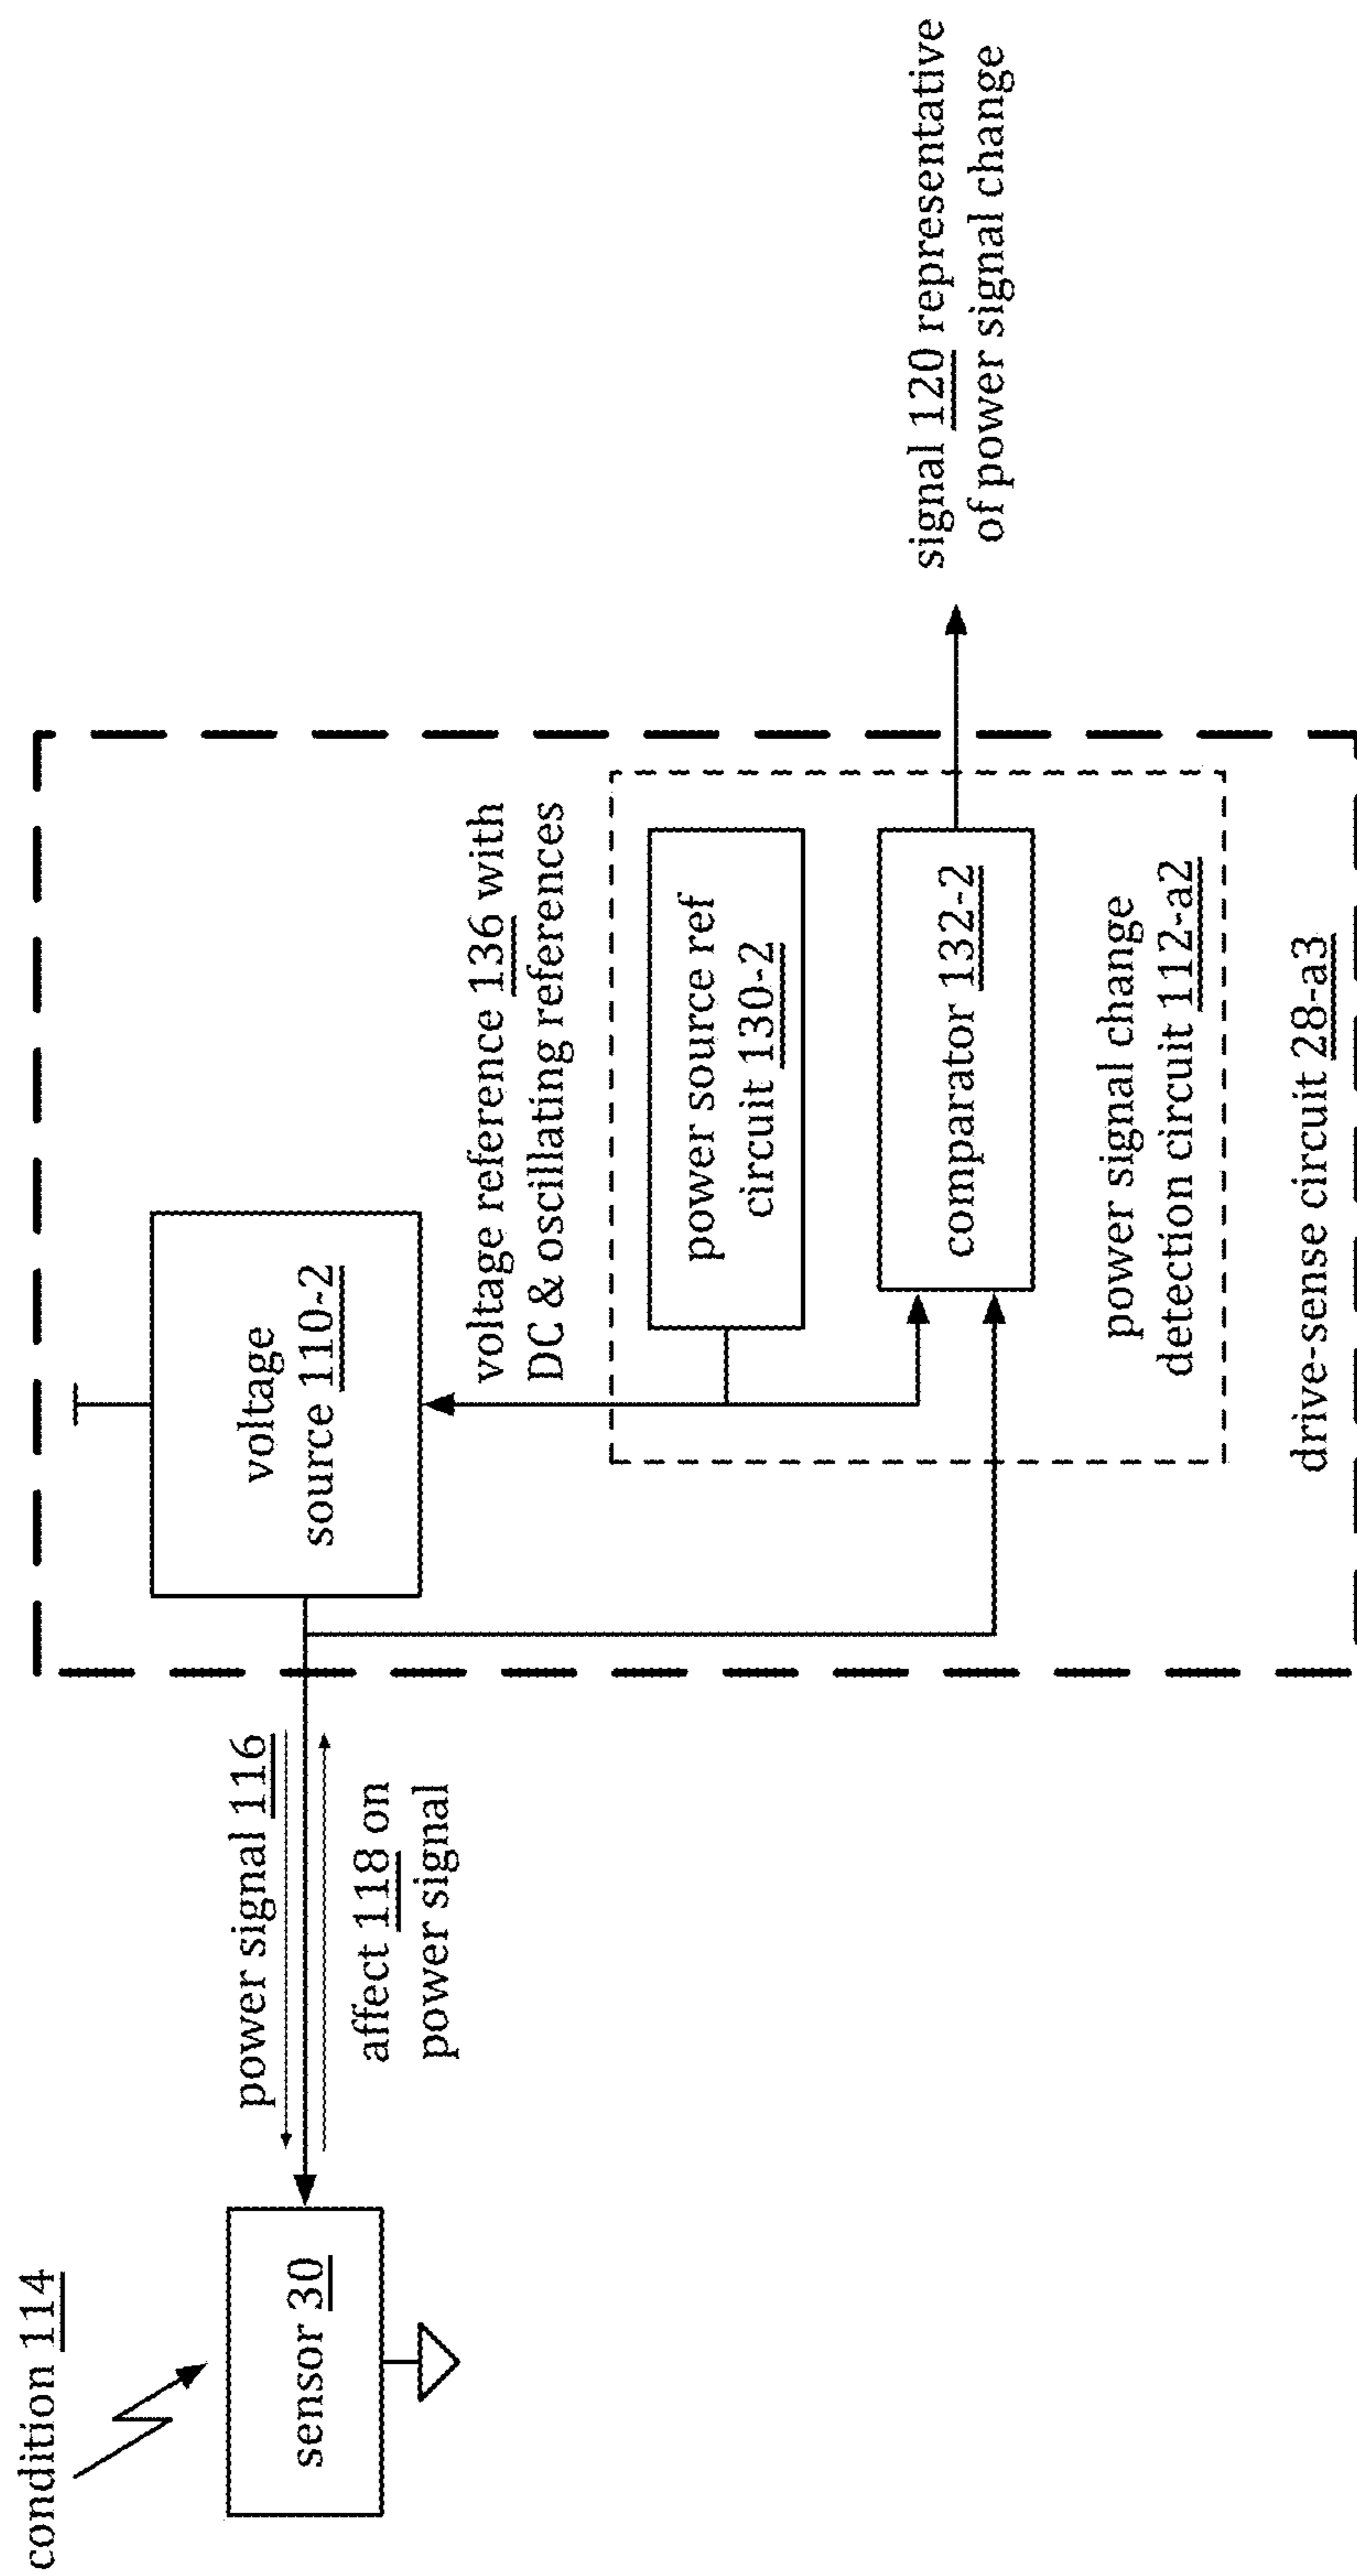 condition 114
sensor 30
power signal 116
affect 118 on
power signal
voltage
source 110-2
voltage reference 136 with
DC & oscillating references
power source ref
circuit 130-2
comparator 132-2
power signal change
detection circuit 112-a2
drive-sense circuit 28-a3
signal 120 representative
of power signal change